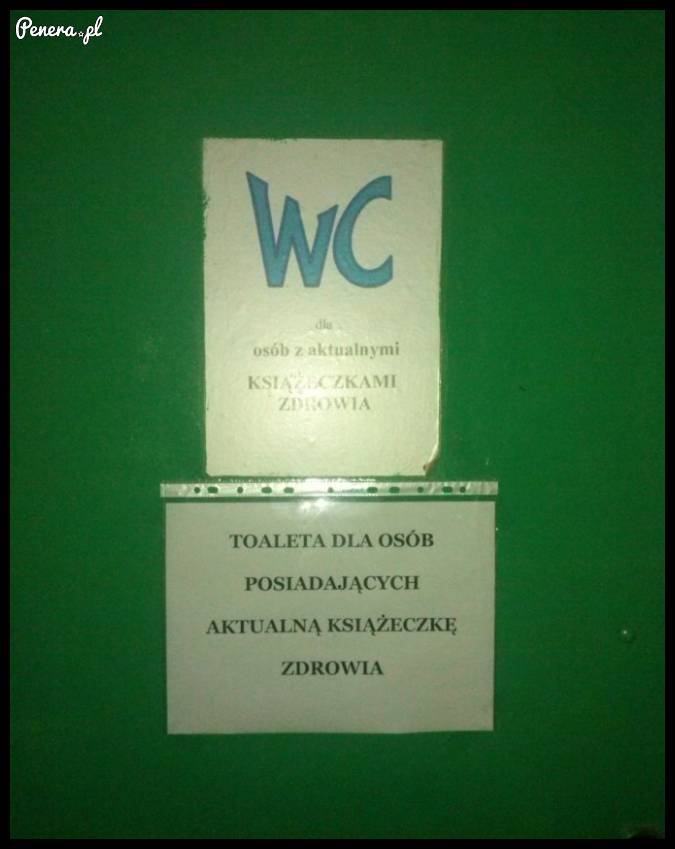 Penera.pl
WC
dla
osób z aktualnymi
KSIĄŻECZKAMI
ZDROWIA
TOALETA DLA OSÓB
POSIADAJĄCYCH
AKTUALNĄ KSIĄŻECZKĘ
ZDROWIA